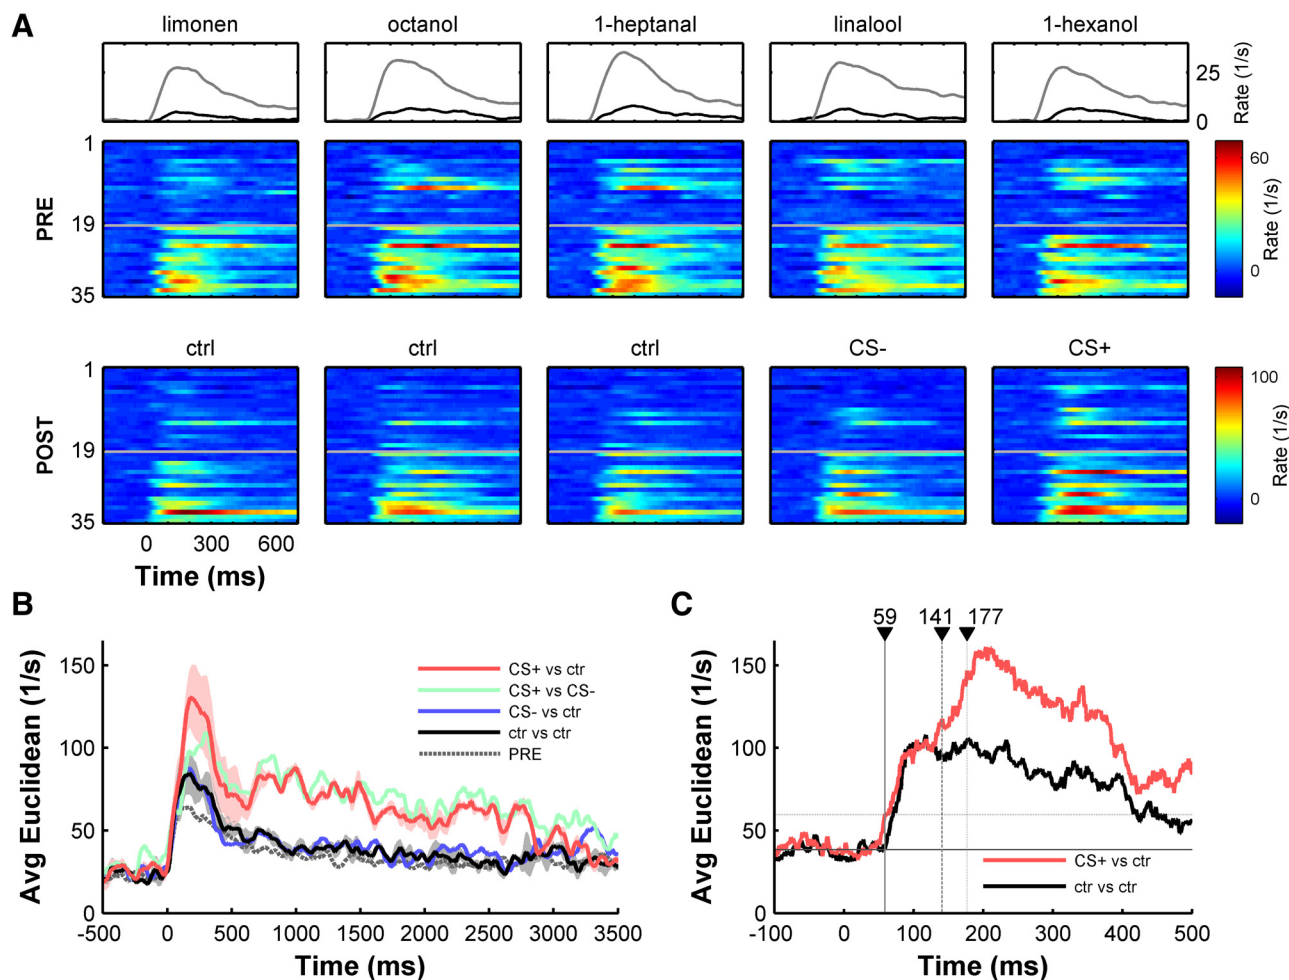 A
limonen octanol 1-heptanal linalool 1-hexanol
25
0
Rate (1/s)
PRE
1
19
35
60
0
Rate (1/s)
ctrl ctrl ctrl CS- CS+
POST
1
19
35
100
0
Rate (1/s)
0 300 600
Time (ms)
B
Avg Euclidean (1/s)
150
100
50
0
CS+ vs ctr
CS+ vs CS-
CS- vs ctr
ctr vs ctr
PRE
-500 0 500 1000 1500 2000 2500 3000 3500
Time (ms)
C
59 141 177
Avg Euclidean (1/s)
150
100
50
0
CS+ vs ctr
ctr vs ctr
-100 0 100 200 300 400 500
Time (ms)